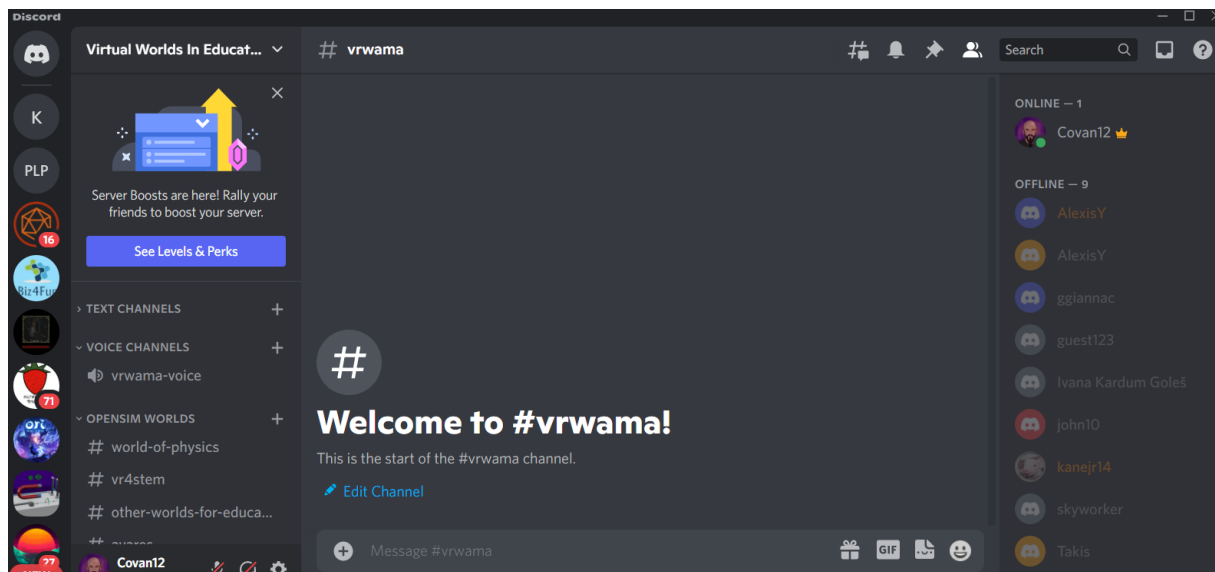 Discord
Virtual Worlds In Educat...
# vrwama
Search
K
PLP
16
Biz4Fun
71
ori
27
Server Boosts are here! Rally your
friends to boost your server.
See Levels & Perks
TEXT CHANNELS
VOICE CHANNELS
vrwama-voice
OPENSIM WORLDS
# world-of-physics
# vr4stem
# other-worlds-for-educa...
Covan12
#
Welcome to #vrwama!
This is the start of the #vrwama channel.
Edit Channel
Message #vrwama
GIF
ONLINE — 1
Covan12
OFFLINE — 9
AlexisY
AlexisY
ggiannac
guest123
Ivana Kardum Goleš
john10
kanejr14
skyworker
Takis